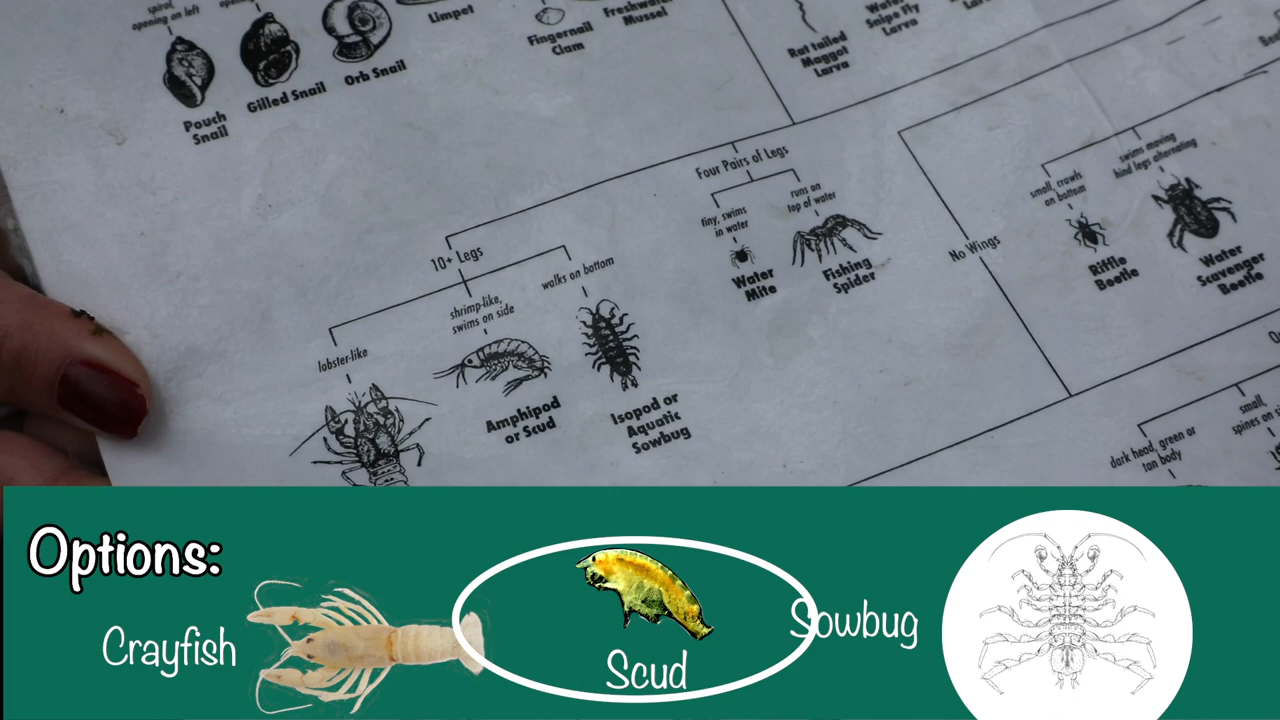 spiral,
opening on left
Pouch
Snail
Gilled Snail
Orb Snail
Limpet
Fingernail
Clam
Freshwater
Mussel
Rat tailed
Maggot
Larva
Snipe Fly
Larva
Four Pairs of Legs
tiny, swims
in water
runs on
top of water
Water
Mite
Fishing
Spider
10+ Legs
lobster-like
shrimp-like,
swims on side
walks on bottom
Amphipod
or Scud
Isopod or
Aquatic
Sowbug
No Wings
small, crawls
on bottom
swims moving
hind legs alternating
Riffle
Beetle
Water
Scavenger
Beetle
dark head, green or
tan body
small,
spines on
Options:
Crayfish
Scud
Sowbug